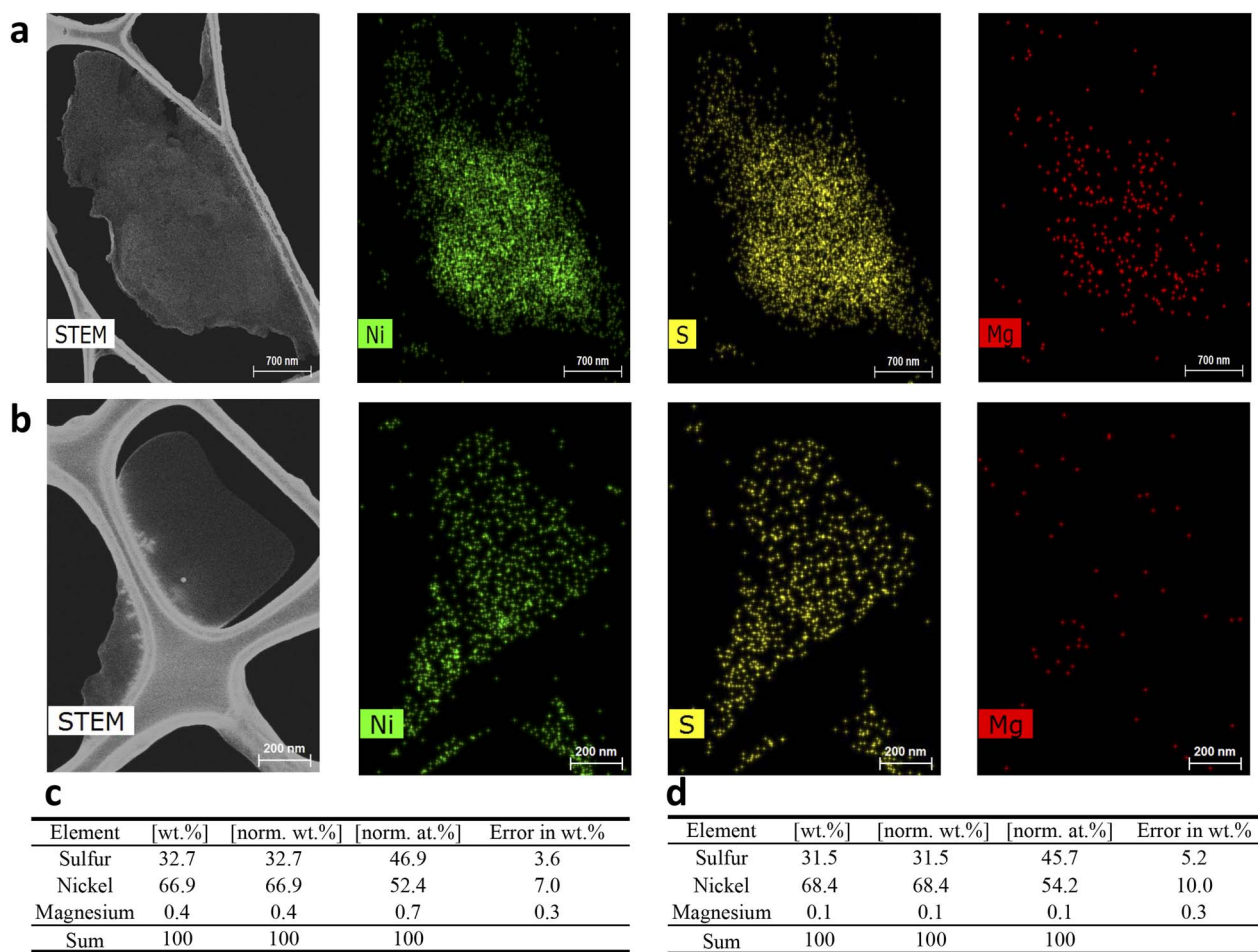 a
STEM
700 nm
Ni
700 nm
S
700 nm
Mg
700 nm
b
STEM
200 nm
Ni
200 nm
S
200 nm
Mg
200 nm
c
Element [wt.%] [norm. wt.%] [norm. at.%] Error in wt.%
Sulfur 32.7 32.7 46.9 3.6
Nickel 66.9 66.9 52.4 7.0
Magnesium 0.4 0.4 0.7 0.3
Sum 100 100 100
d
Element [wt.%] [norm. wt.%] [norm. at.%] Error in wt.%
Sulfur 31.5 31.5 45.7 5.2
Nickel 68.4 68.4 54.2 10.0
Magnesium 0.1 0.1 0.1 0.3
Sum 100 100 100